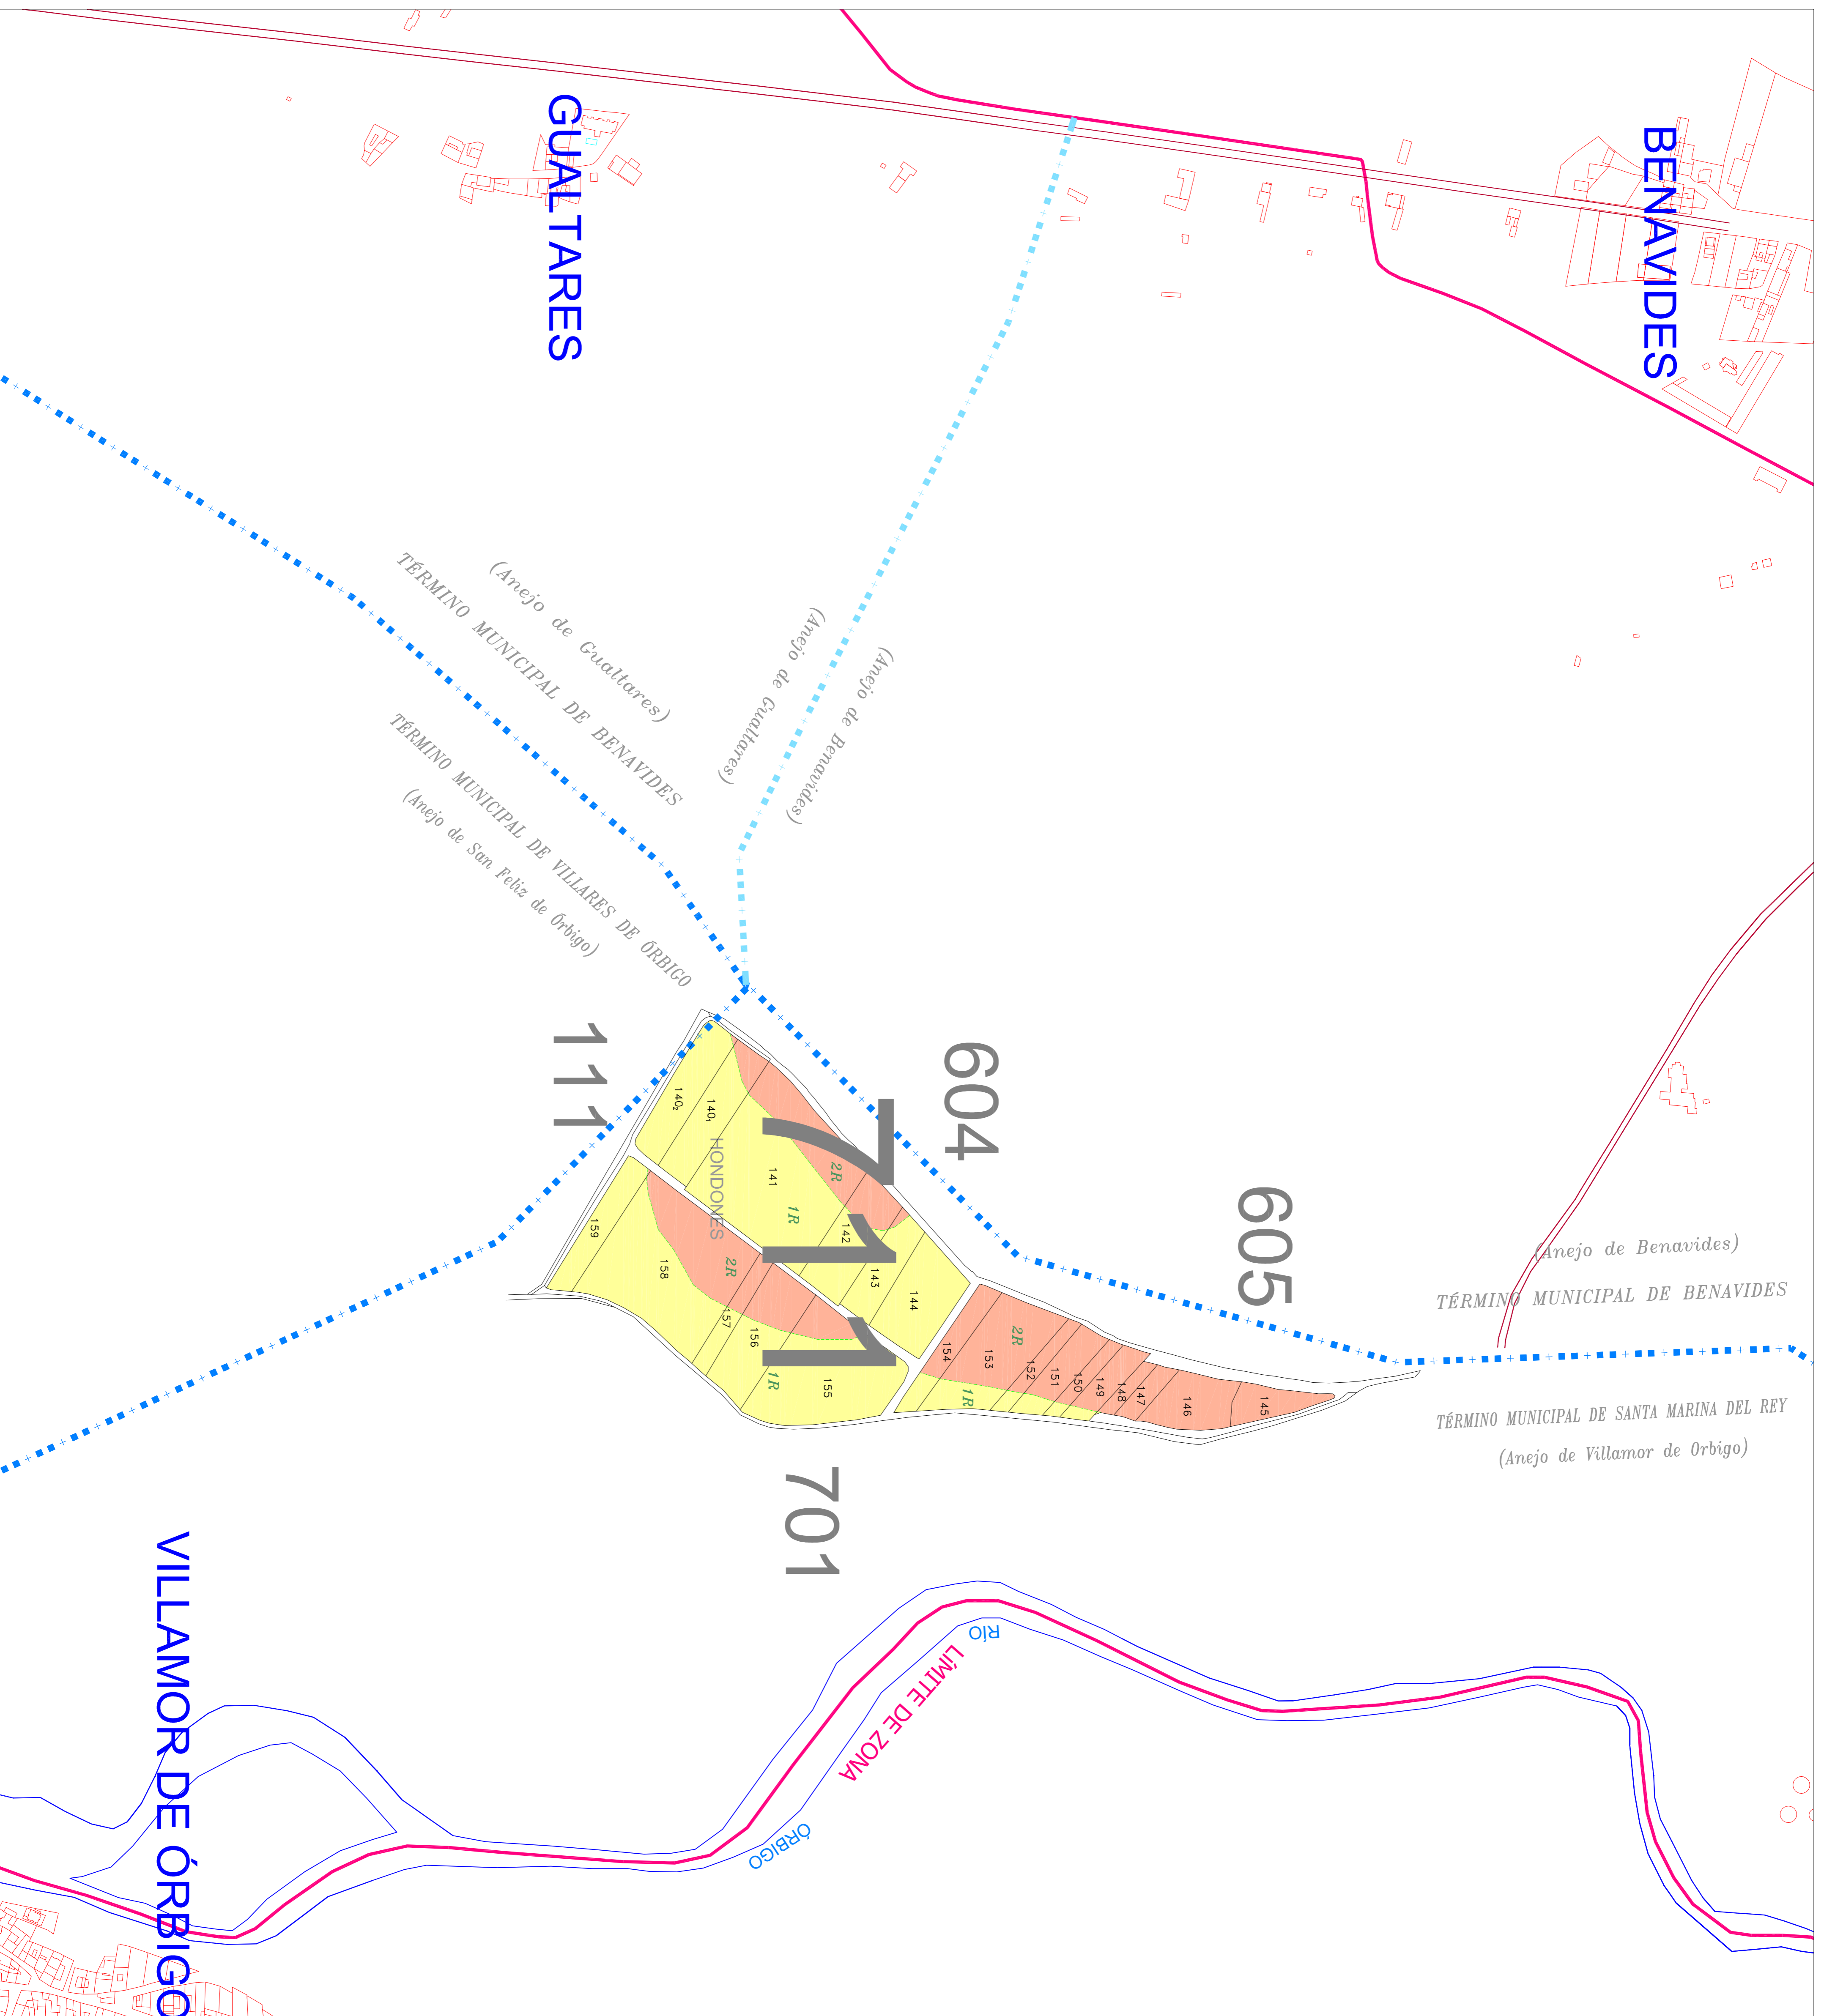 GUALTARES
BENAVIDES
(Anejo de Gualtares)
TÉRMINO MUNICIPAL DE BENAVIDES
TÉRMINO MUNICIPAL DE VILLARES DE ÓRBIGO
(Anejo de San Feliz de Órbigo)
(Anejo de Gualtares)
(Anejo de Benavides)
111
604
605
711
701
HONDONES
140₂
140₁
141
2R
1R
142
143
144
159
158
2R
157
156
1R
155
154
153
2R
1R
152
151
150
149
148
147
146
145
(Anejo de Benavides)
TÉRMINO MUNICIPAL DE BENAVIDES
TÉRMINO MUNICIPAL DE SANTA MARINA DEL REY
(Anejo de Villamor de Orbigo)
RÍO
LÍMITE DE ZONA
ÓRBIGO
VILLAMOR DE ÓRBIGO